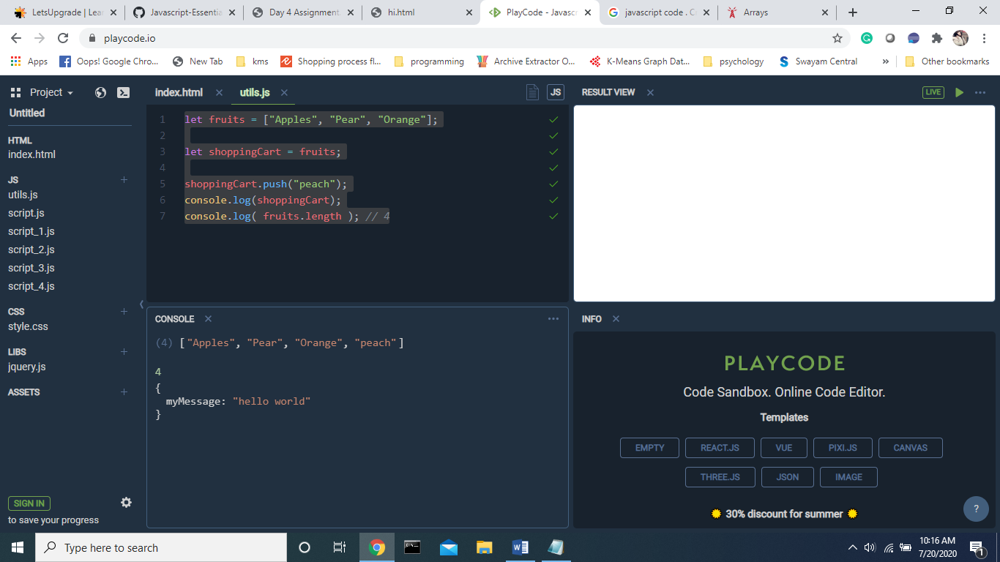 LetsUpgrade | Lea
Javascript-Essentia
Day 4 Assignment.
hi.html
PlayCode - Javasc
javascript code . C
Arrays
playcode.io
Apps
Oops! Google Chro...
New Tab
kms
Shopping process fl...
programming
Archive Extractor O...
K-Means Graph Dat...
psychology
Swayam Central
»
Other bookmarks
Project
Untitled
HTML
index.html
JS
utils.js
script.js
script_1.js
script_2.js
script_3.js
script_4.js
CSS
style.css
LIBS
jquery.js
ASSETS
SIGN IN
to save your progress
index.html
utils.js
JS
1 let fruits = ["Apples", "Pear", "Orange"];
2
3 let shoppingCart = fruits;
4
5 shoppingCart.push("peach");
6 console.log(shoppingCart);
7 console.log( fruits.length ); // 4
CONSOLE
(4) ["Apples", "Pear", "Orange", "peach"]
4
{
myMessage: "hello world"
}
RESULT VIEW
LIVE
INFO
PLAYCODE
Code Sandbox. Online Code Editor.
Templates
EMPTY REACT.JS VUE PIXI.JS CANVAS
THREE.JS JSON IMAGE
30% discount for summer
?
Type here to search
10:16 AM
7/20/2020
1